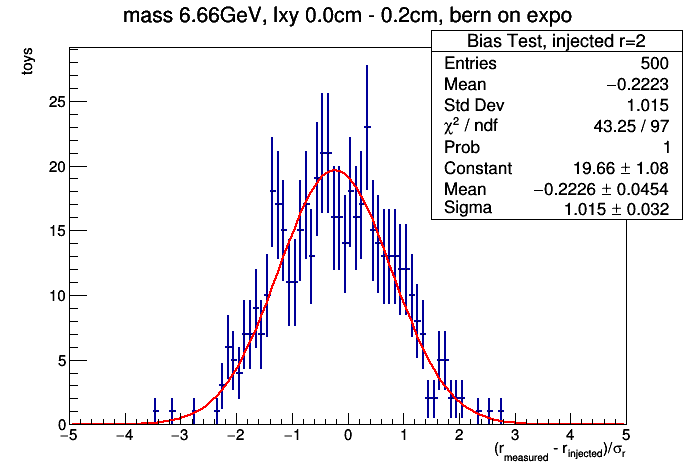 mass 6.66GeV, lxy 0.0cm - 0.2cm, bern on expo
Bias Test, injected r=2
Entries 500
Mean −0.2223
Std Dev 1.015
χ² / ndf 43.25 / 97
Prob 1
Constant 19.66 ± 1.08
Mean −0.2226 ± 0.0454
Sigma 1.015 ± 0.032
toys
25
20
15
10
5
0
−5 −4 −3 −2 −1 0 1 2 3 4 5
(r_measured - r_injected)/σ_r